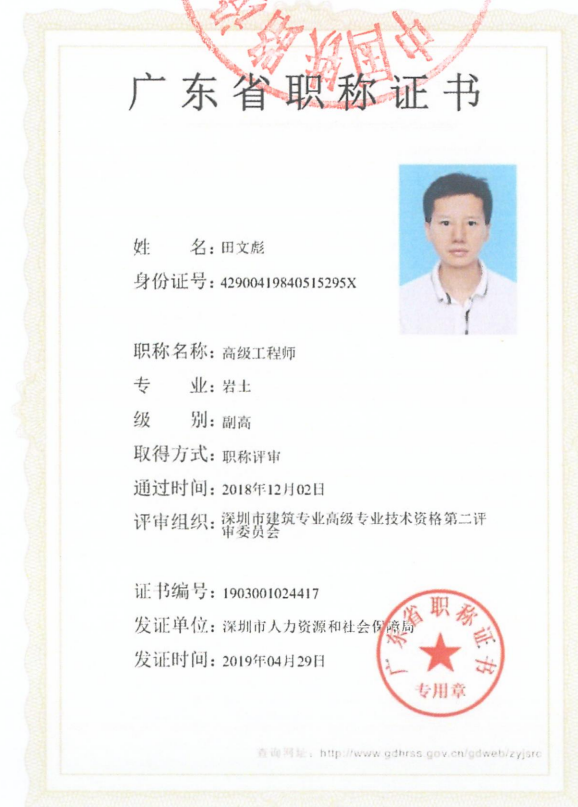 中国铁路
广东省职称证书
姓 名：田文彪
身份证号：42900419840515295X
职称名称：高级工程师
专 业：岩土
级 别：副高
取得方式：职称评审
通过时间：2018年12月02日
评审组织：深圳市建筑专业高级专业技术资格第二评
审委员会
证书编号：1903001024417
发证单位：深圳市人力资源和社会保障局
发证时间：2019年04月29日
广东省职称证书
专用章
查询网址：http://www.gdhrss.gov.cn/gdweb/zyjsrc